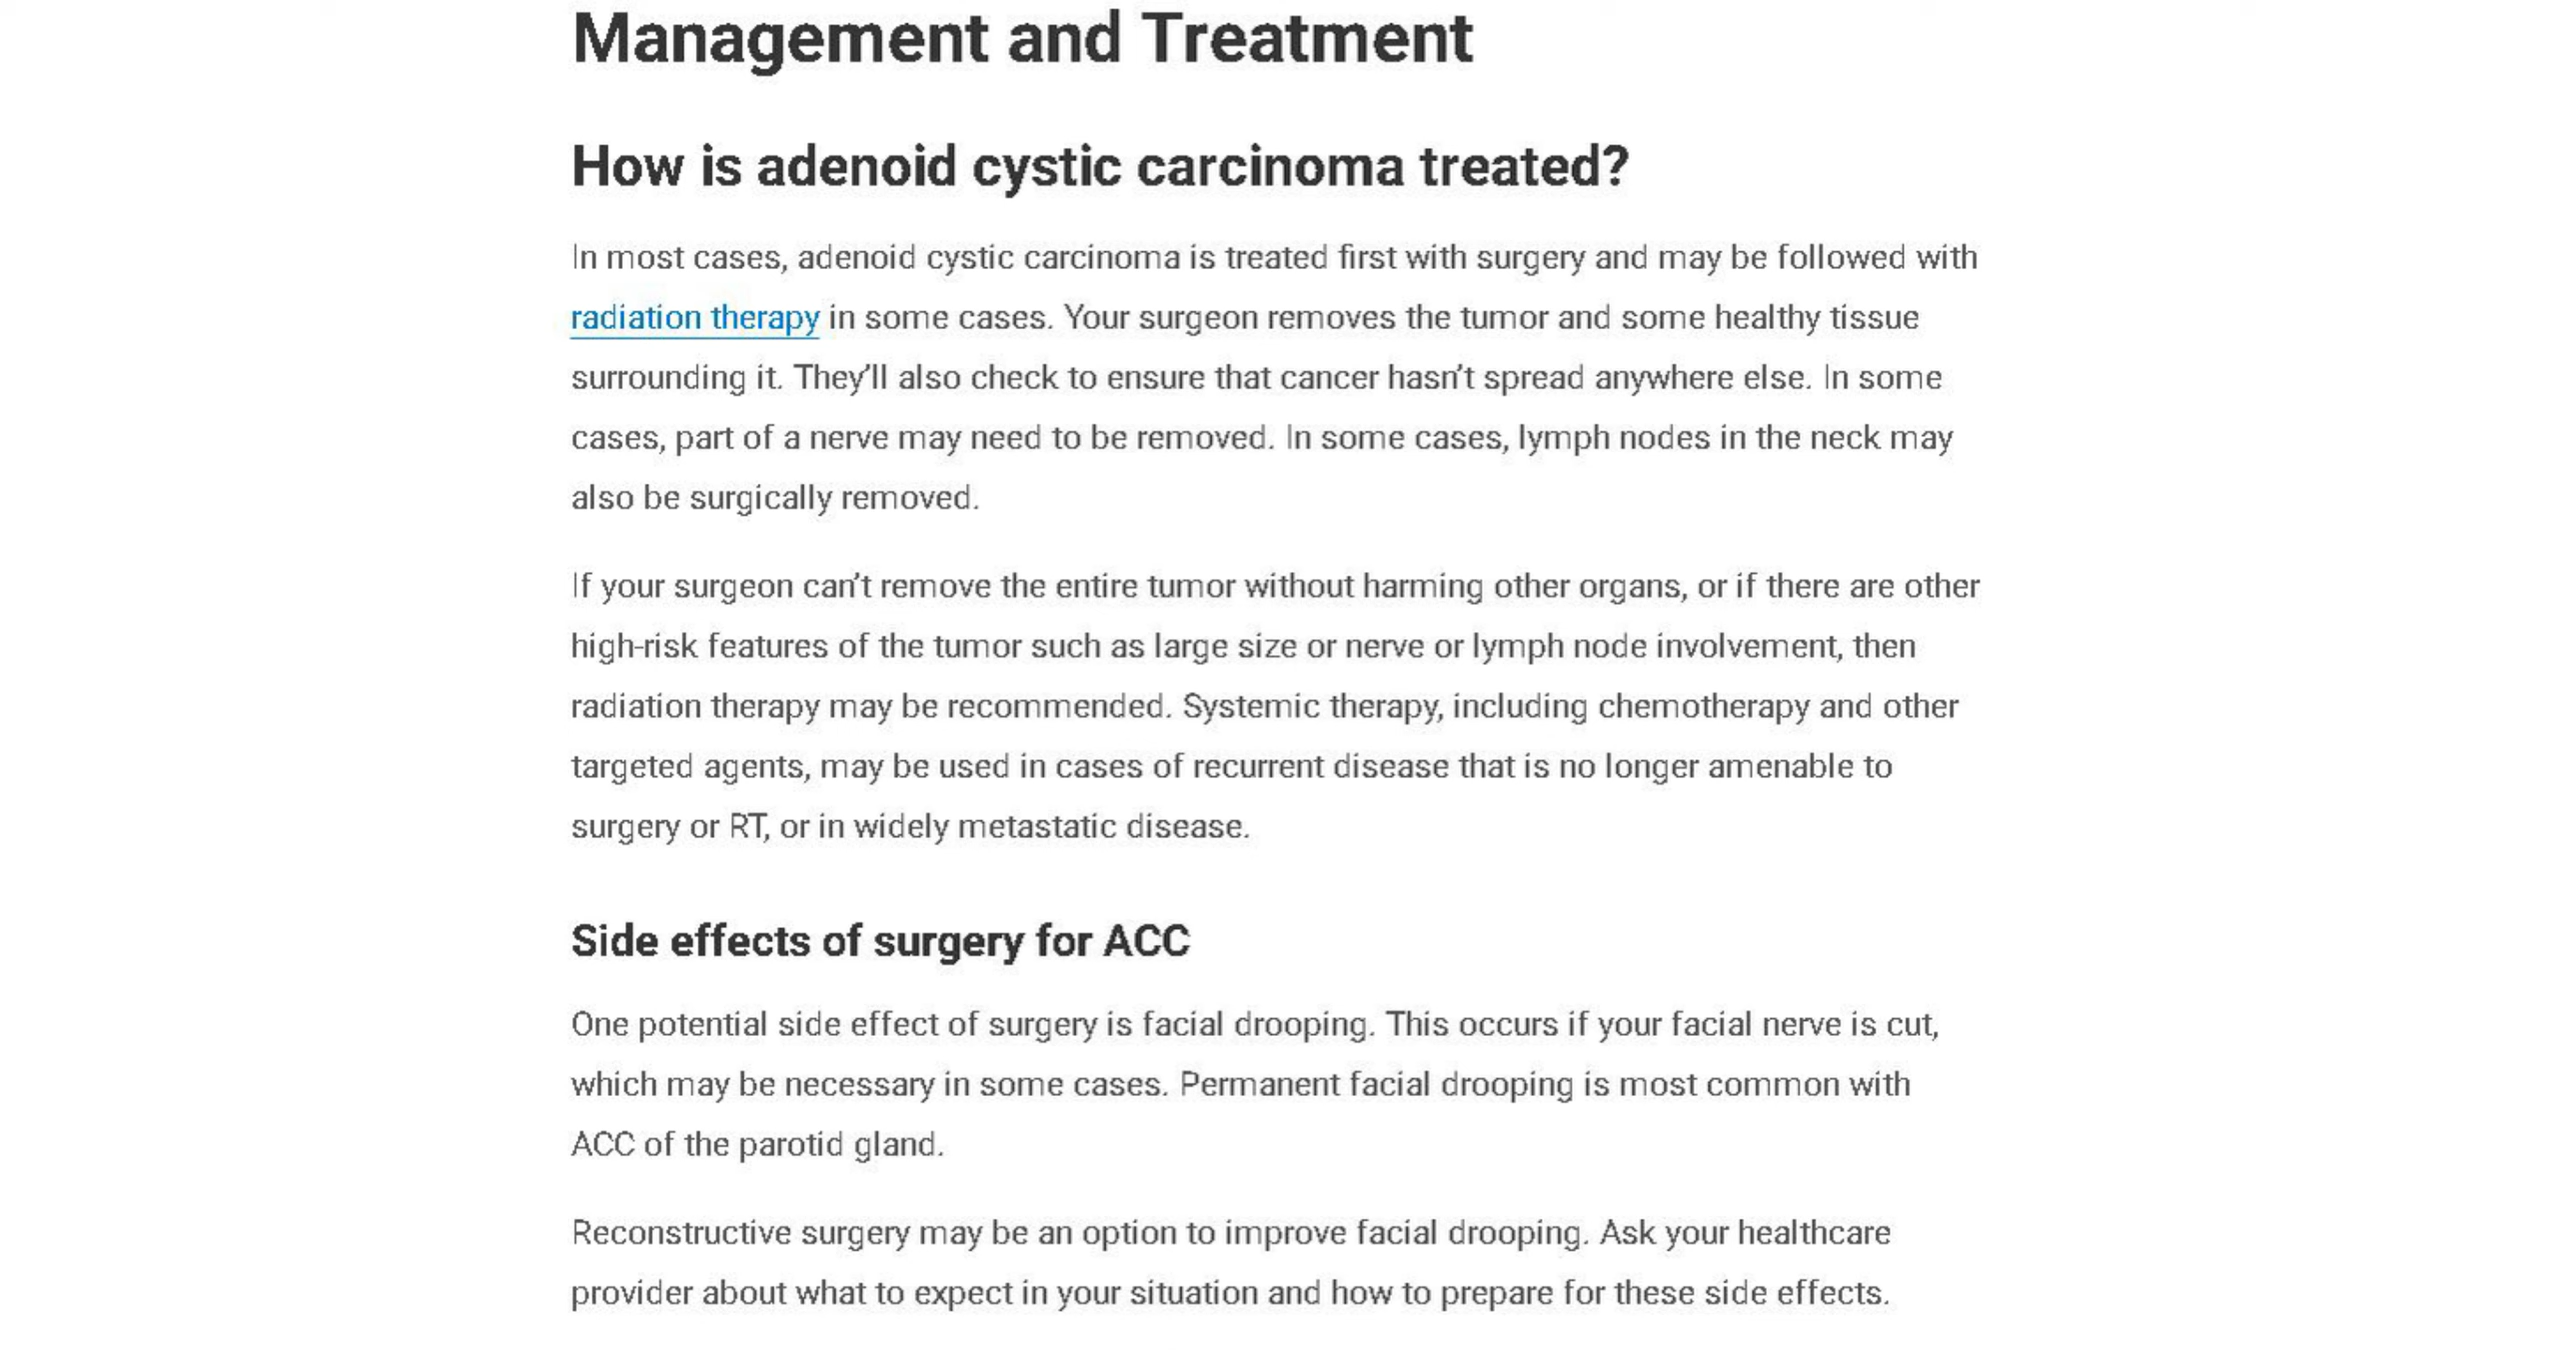 Management and Treatment
How is adenoid cystic carcinoma treated?
In most cases, adenoid cystic carcinoma is treated first with surgery and may be followed with
radiation therapy in some cases. Your surgeon removes the tumor and some healthy tissue
surrounding it. They’ll also check to ensure that cancer hasn’t spread anywhere else. In some
cases, part of a nerve may need to be removed. In some cases, lymph nodes in the neck may
also be surgically removed.
If your surgeon can’t remove the entire tumor without harming other organs, or if there are other
high-risk features of the tumor such as large size or nerve or lymph node involvement, then
radiation therapy may be recommended. Systemic therapy, including chemotherapy and other
targeted agents, may be used in cases of recurrent disease that is no longer amenable to
surgery or RT, or in widely metastatic disease.
Side effects of surgery for ACC
One potential side effect of surgery is facial drooping. This occurs if your facial nerve is cut,
which may be necessary in some cases. Permanent facial drooping is most common with
ACC of the parotid gland.
Reconstructive surgery may be an option to improve facial drooping. Ask your healthcare
provider about what to expect in your situation and how to prepare for these side effects.